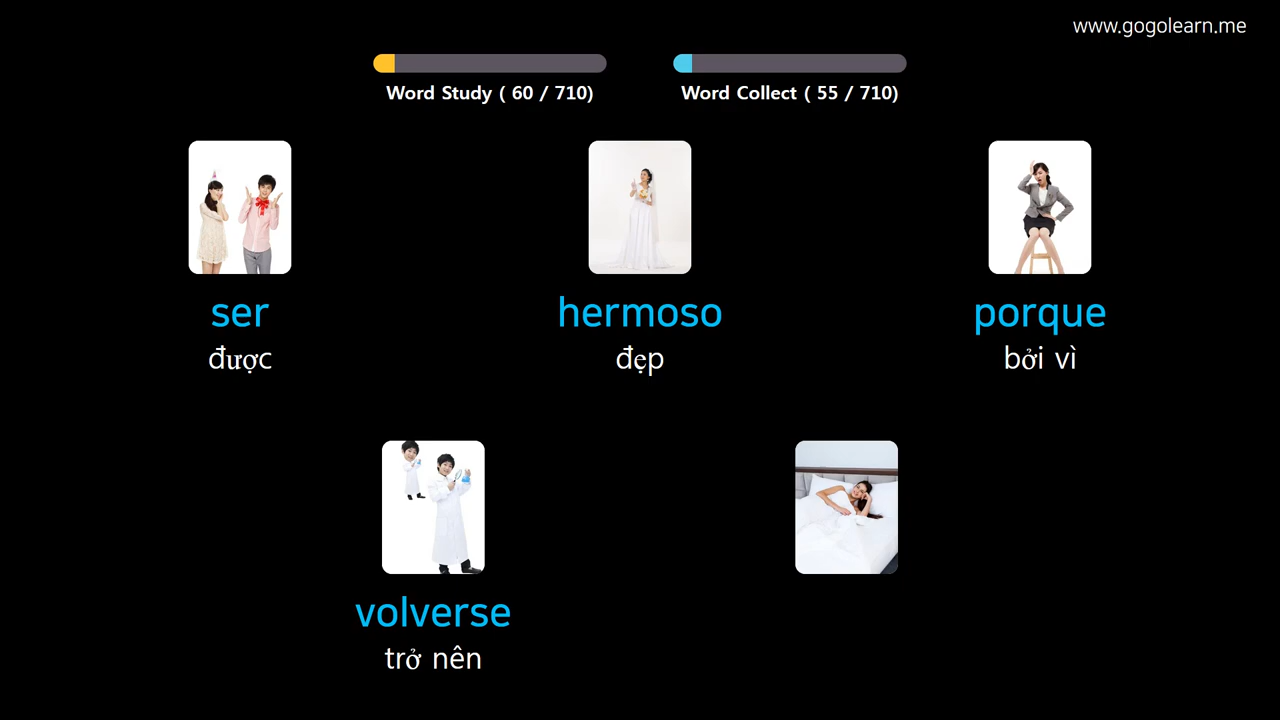 www.gogolearn.me
Word Study ( 60 / 710)
Word Collect ( 55 / 710)
ser
được
hermoso
đẹp
porque
bởi vì
volverse
trở nên